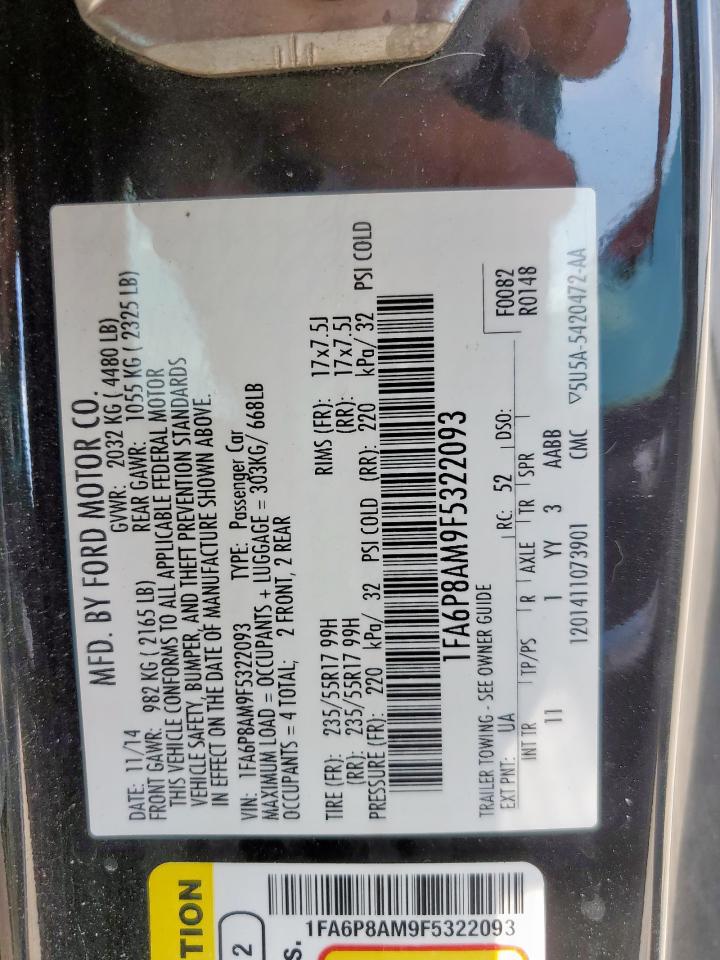 MFD. BY FORD MOTOR CO.
DATE: 11/14 GVWR: 2032 KG ( 4480 LB)
FRONT GAWR: 982 KG ( 2165 LB) REAR GAWR: 1055 KG ( 2325 LB)
THIS VEHICLE CONFORMS TO ALL APPLICABLE FEDERAL MOTOR
VEHICLE SAFETY, BUMPER, AND THEFT PREVENTION STANDARDS
IN EFFECT ON THE DATE OF MANUFACTURE SHOWN ABOVE.
VIN: 1FA6P8AM9F5322093 TYPE: Passenger Car
MAXIMUM LOAD = OCCUPANTS + LUGGAGE = 303KG/ 668LB
OCCUPANTS = 4 TOTAL; 2 FRONT, 2 REAR
TIRE (FR): 235/55R17 99H RIMS (FR): 17x7.5J
(RR): 235/55R17 99H (RR): 17x7.5J
PRESSURE (FR): 220 kPa/ 32 PSI COLD (RR): 220 kPa/ 32 PSI COLD
1FA6P8AM9F5322093
TRAILER TOWING - SEE OWNER GUIDE F0082
EXT PNT: UA RC: 52 DSO: R0148
INT TR TP/PS R AXLE TR SPR
11 1 YY 3 AABB
1201411073901 CMC ▽5U5A-5420472-AA
TION
2
S.
1FA6P8AM9F5322093